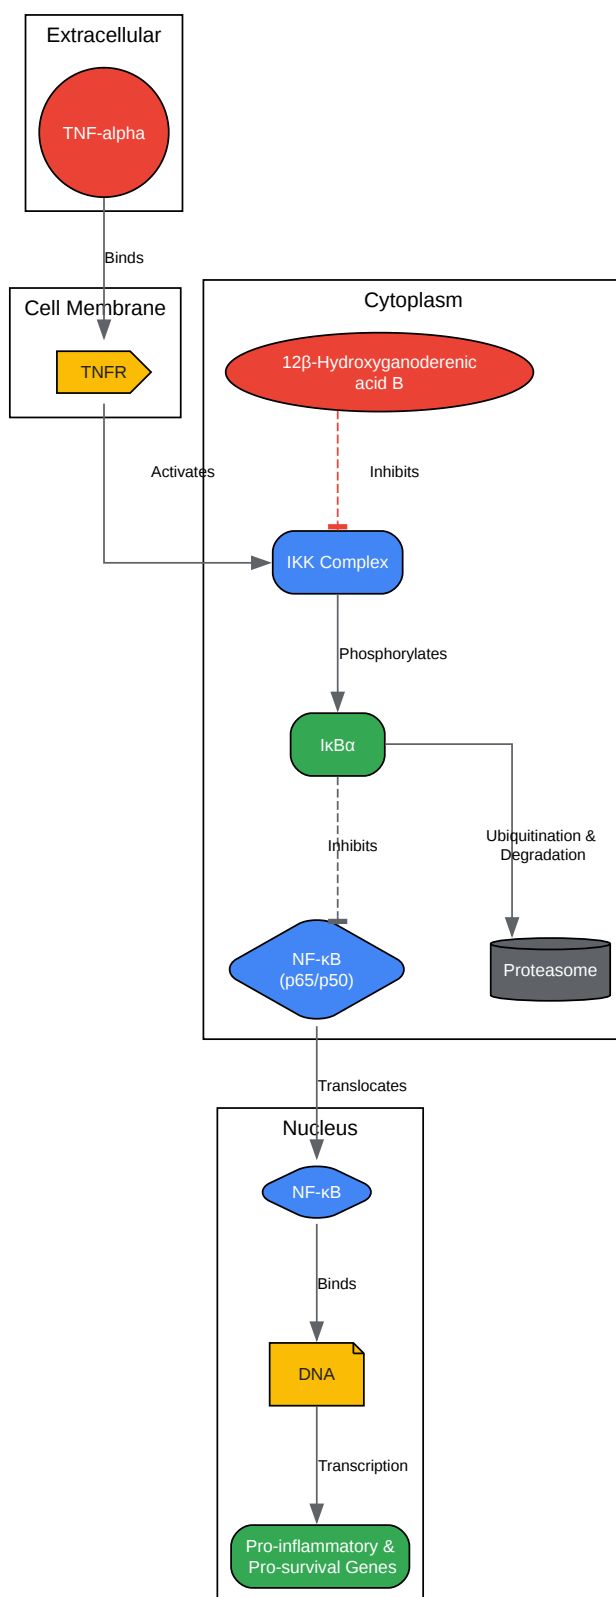 Extracellular
TNF-alpha
Binds
Cell Membrane
TNFR
Activates
Cytoplasm
12β-Hydroxyganoderenic
acid B
Inhibits
IKK Complex
Phosphorylates
IκBα
Inhibits
Ubiquitination &
Degradation
NF-κB
(p65/p50)
Proteasome
Translocates
Nucleus
NF-κB
Binds
DNA
Transcription
Pro-inflammatory &
Pro-survival Genes